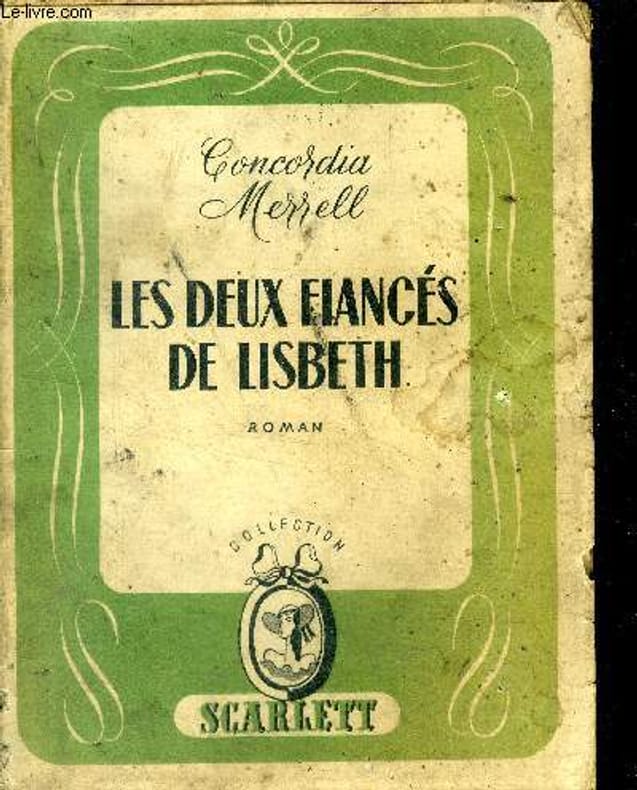 Le-livre.com
Concordia
Merrell
LES DEUX FIANCÉS
DE LISBETH
ROMAN
COLLECTION
SCARLETT